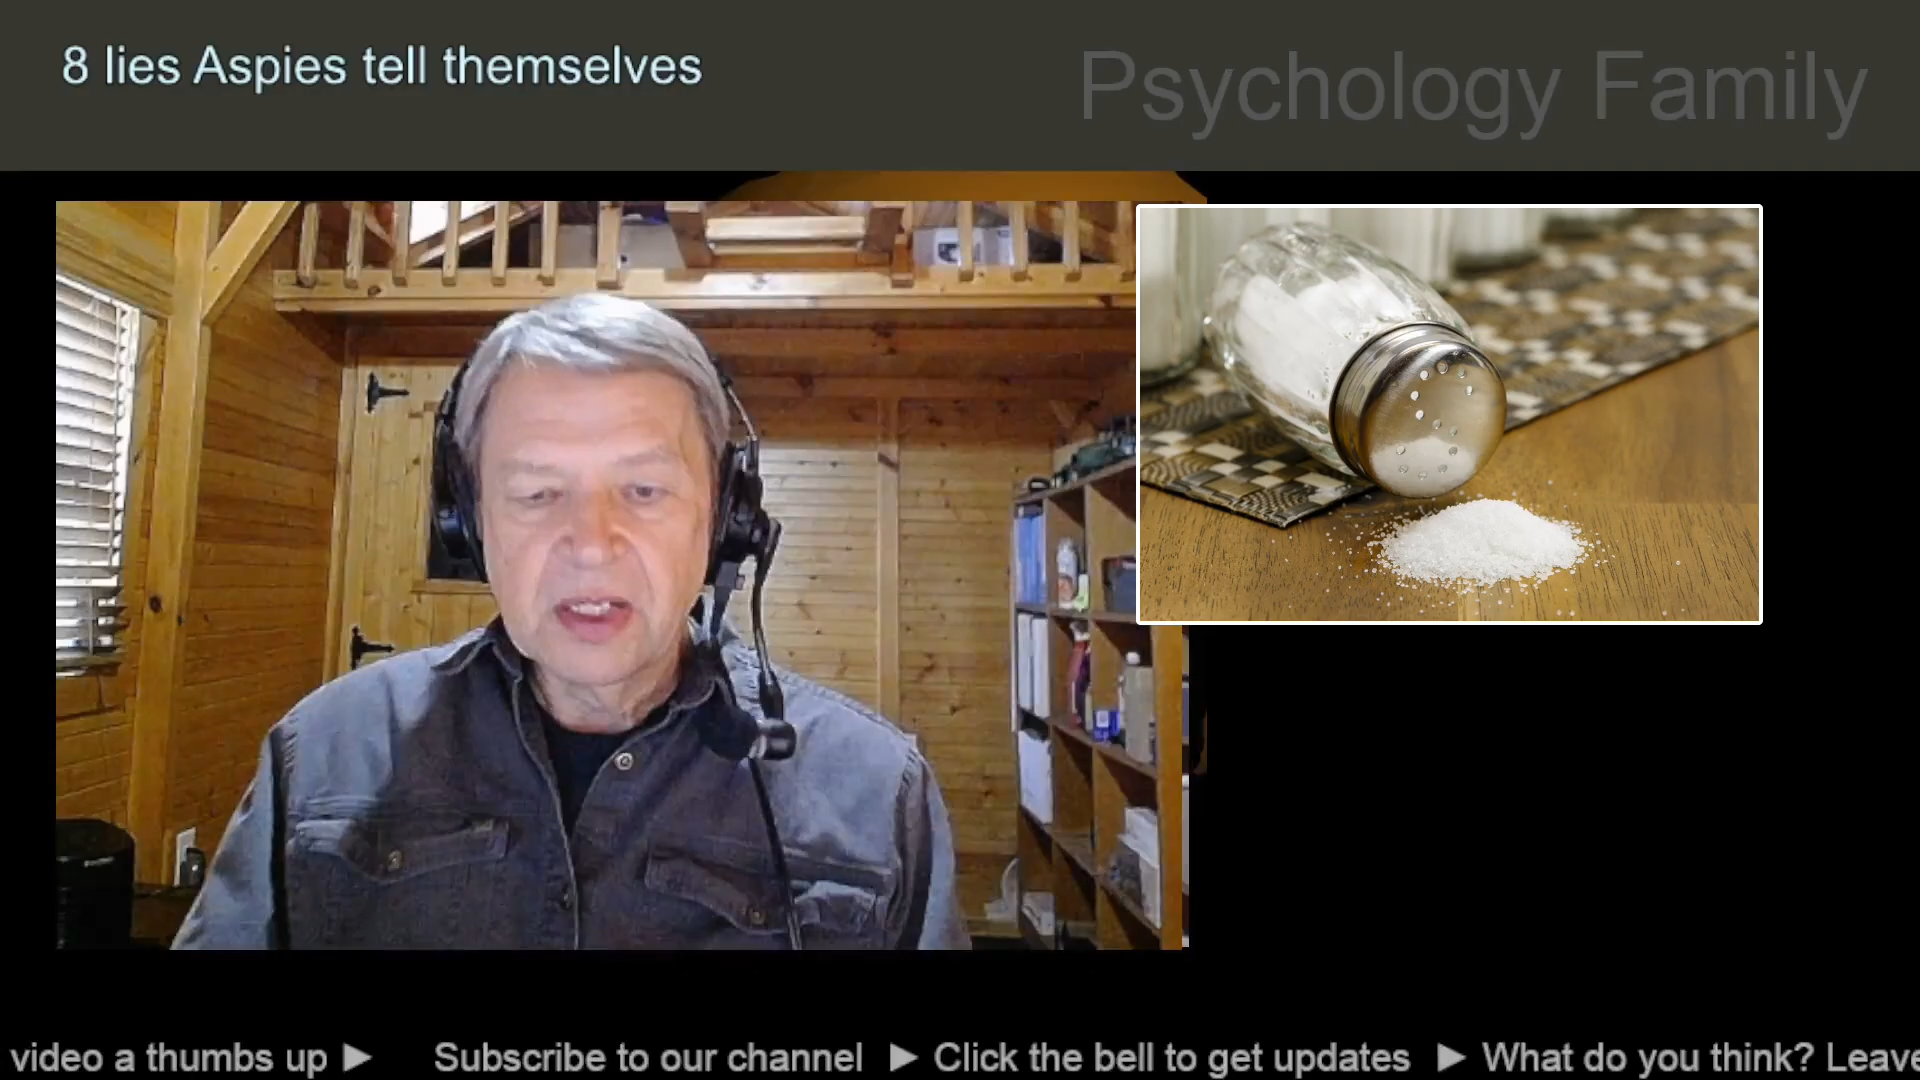 8 lies Aspies tell themselves
Psychology Family
video a thumbs up ▶ Subscribe to our channel ▶ Click the bell to get updates ▶ What do you think? Leave